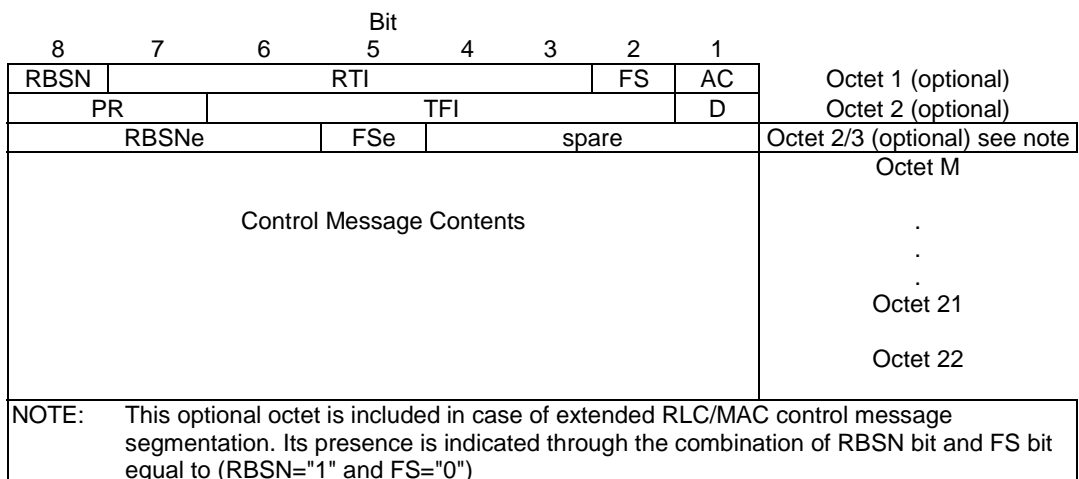 Bit
8 7 6 5 4 3 2 1
RBSN RTI FS AC Octet 1 (optional)
PR TFI D Octet 2 (optional)
RBSNe FSe spare Octet 2/3 (optional) see note
Octet M
Control Message Contents .
.
.
Octet 21
Octet 22
NOTE: This optional octet is included in case of extended RLC/MAC control message
segmentation. Its presence is indicated through the combination of RBSN bit and FS bit
equal to (RBSN="1" and FS="0")